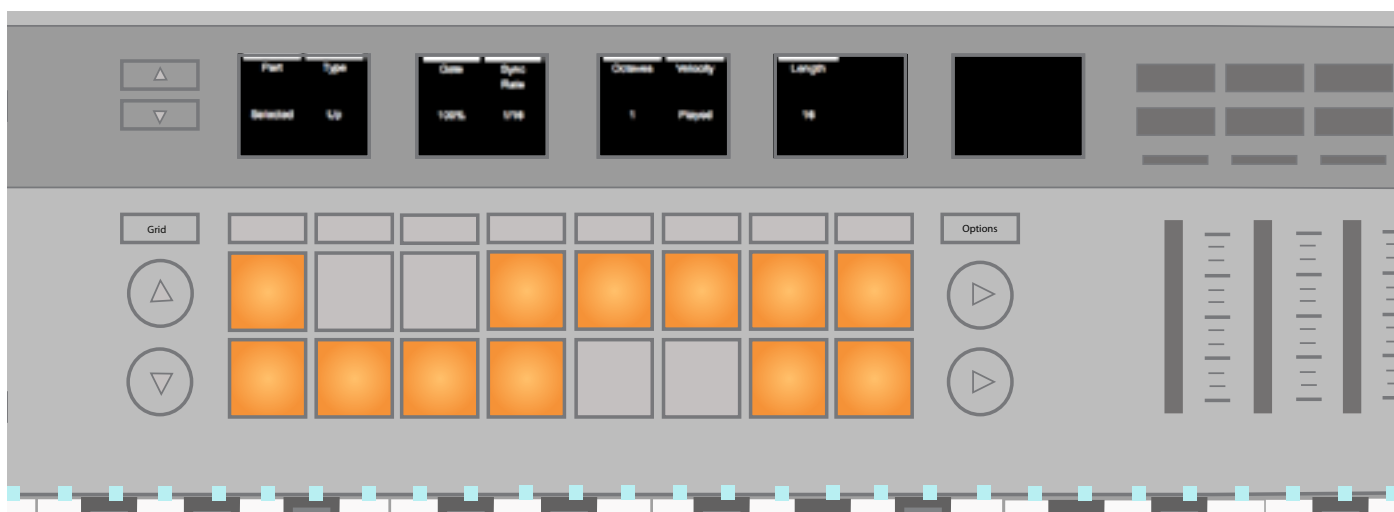 Part Type
Selected Up
Gate Sync
Rate
100% 1/16
Octaves Velocity
1 Played
Length
16
Grid
Options